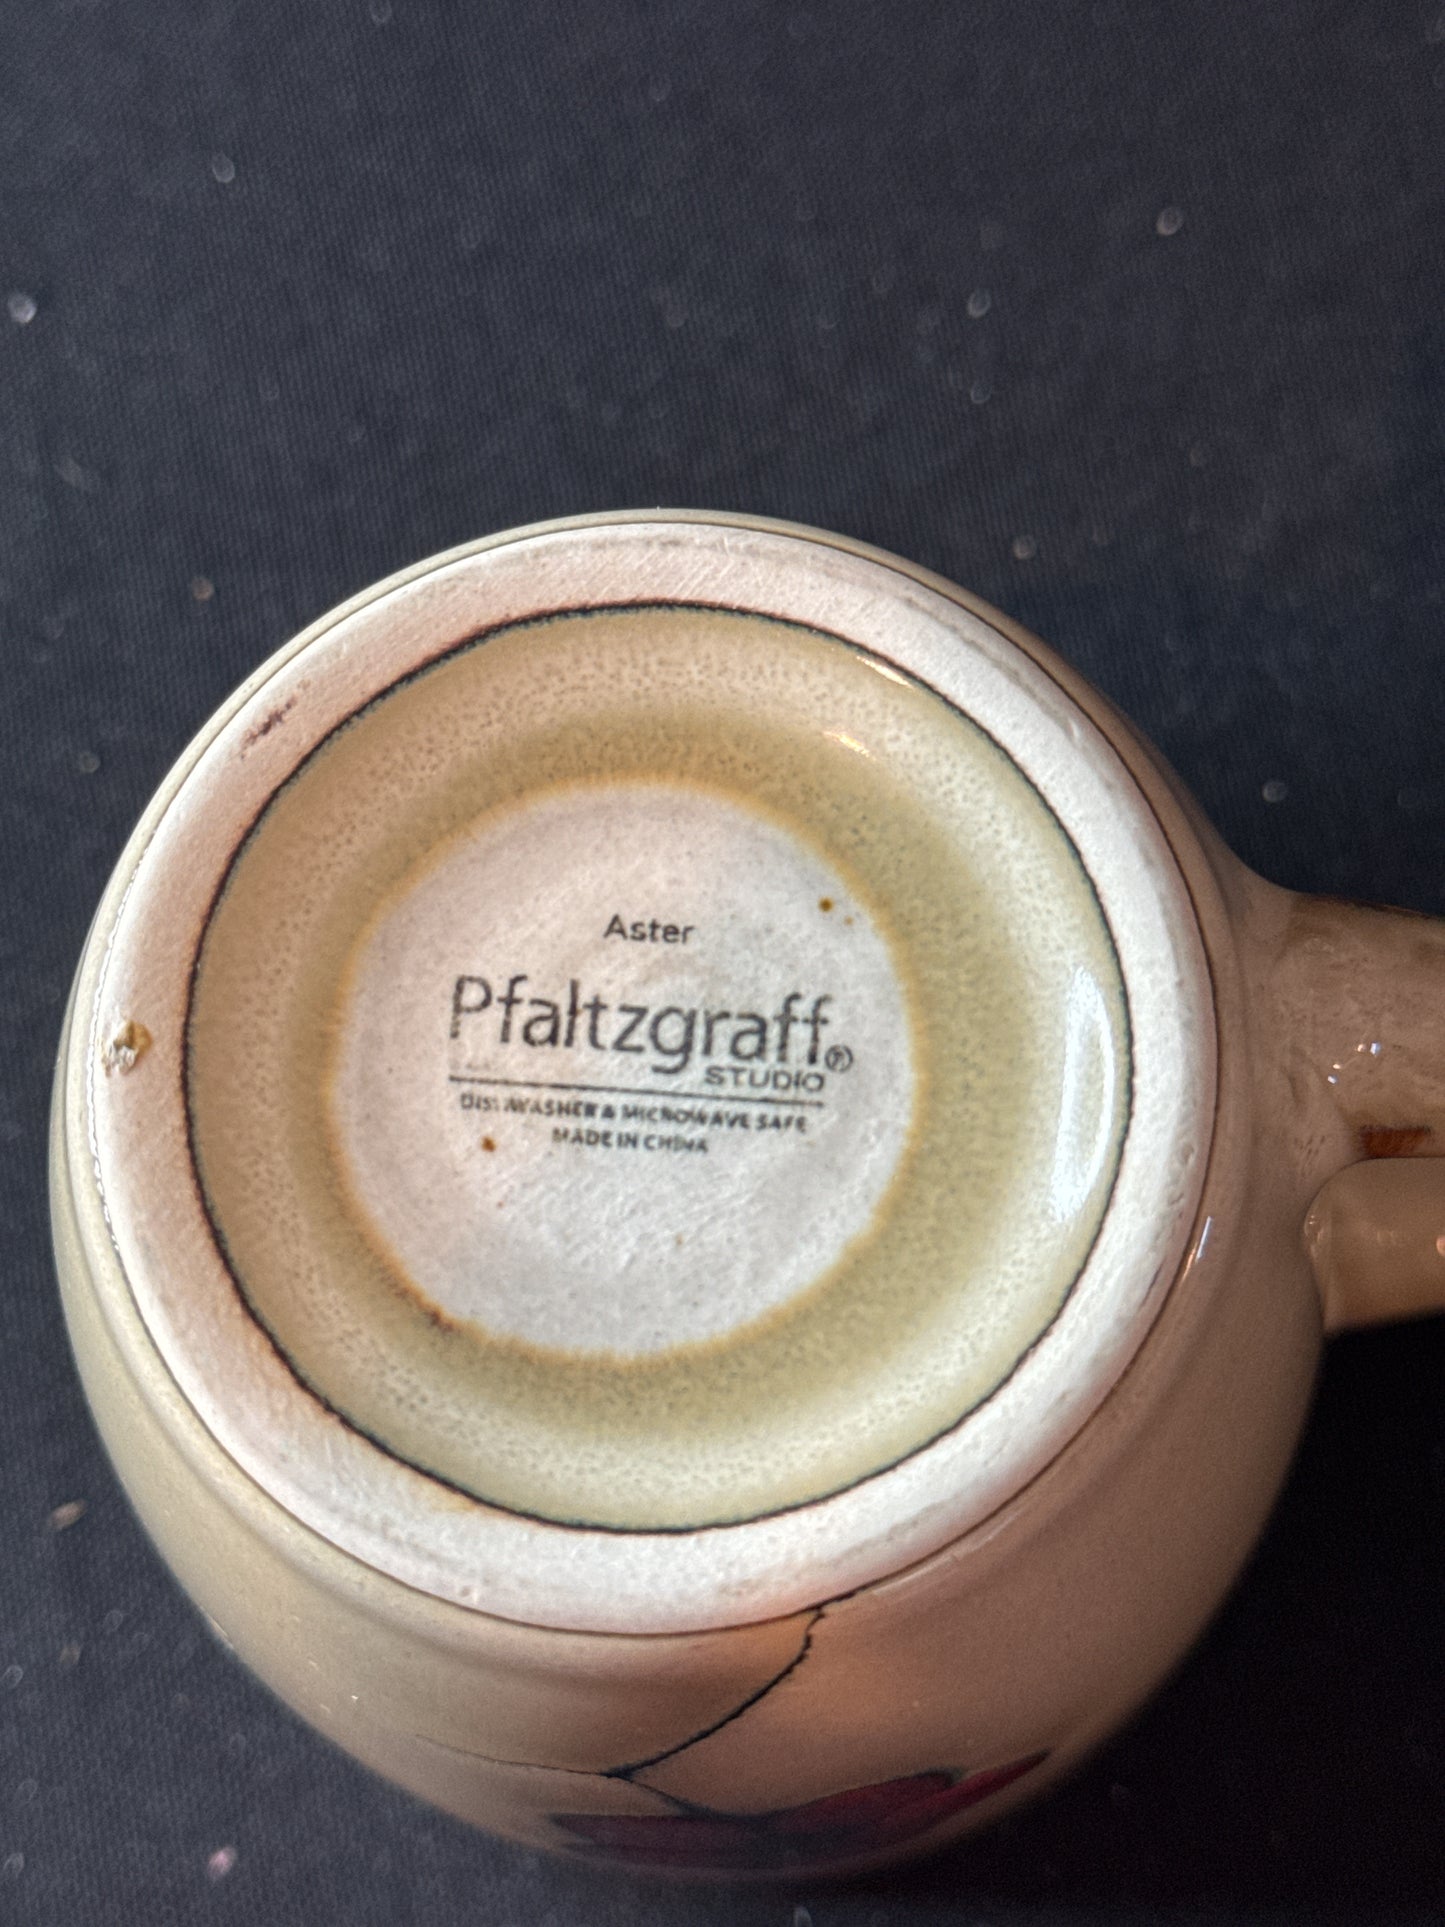 Aster
Pfaltzgraff®
STUDIO
DISHWASHER & MICROWAVE SAFE
MADE IN CHINA